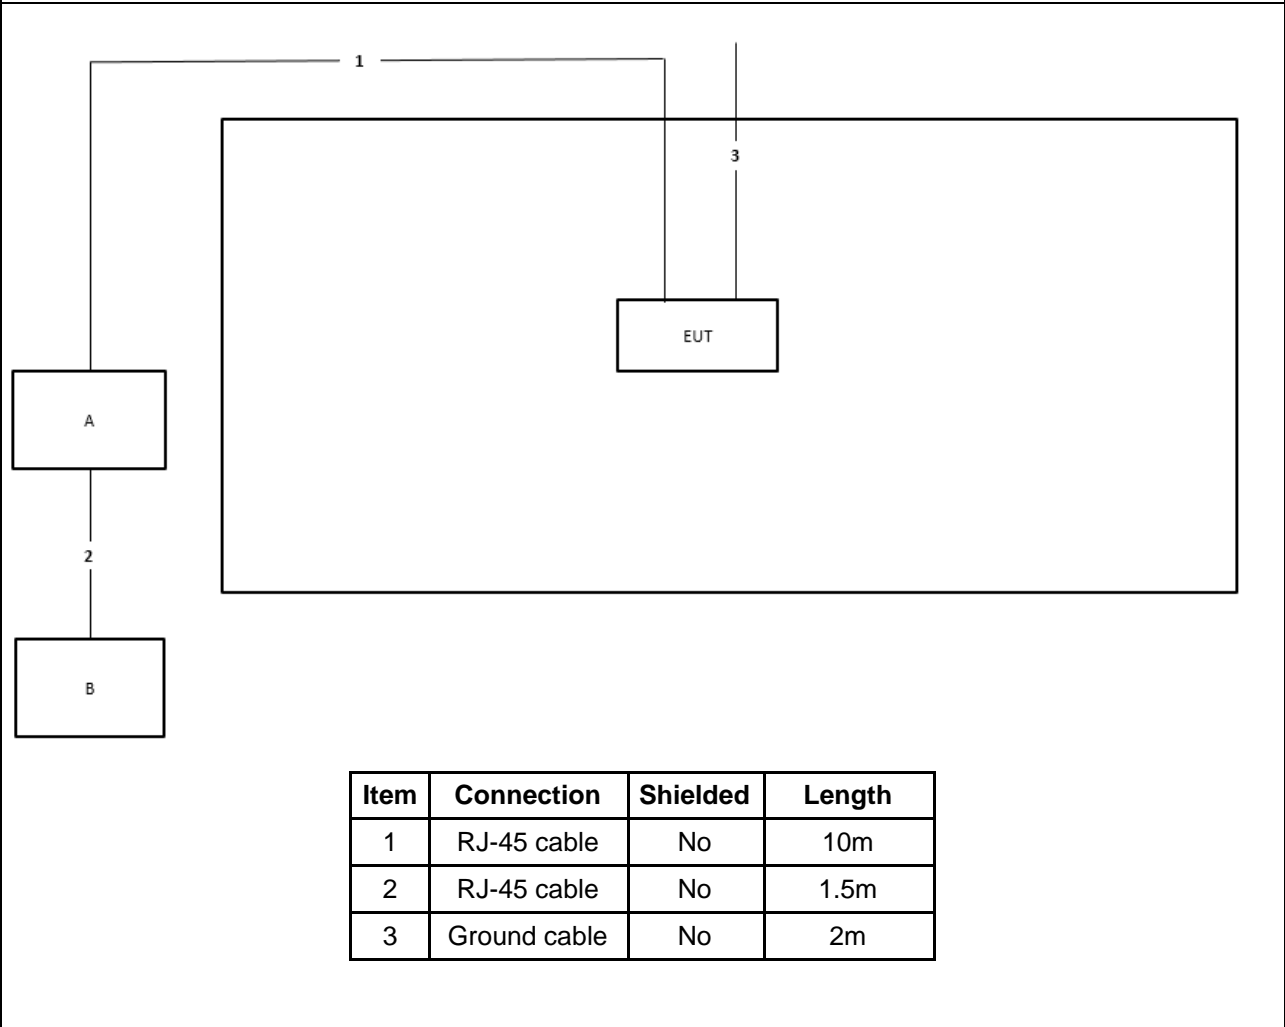 1
3
EUT
A
2
B
Item Connection Shielded Length
1 RJ-45 cable No 10m
2 RJ-45 cable No 1.5m
3 Ground cable No 2m